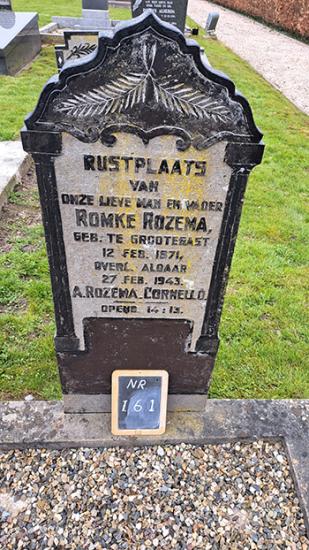 RUSTPLAATS
VAN
ONZE LIEVE MAN EN VADER
ROMKE ROZEMA,
GEB. TE GROOTEGAST
12 FEB. 1871,
OVERL. ALDAAR
27 FEB. 1943.
A. ROZEMA. CORNELLO.
OPENB. 14:13.
NR
161